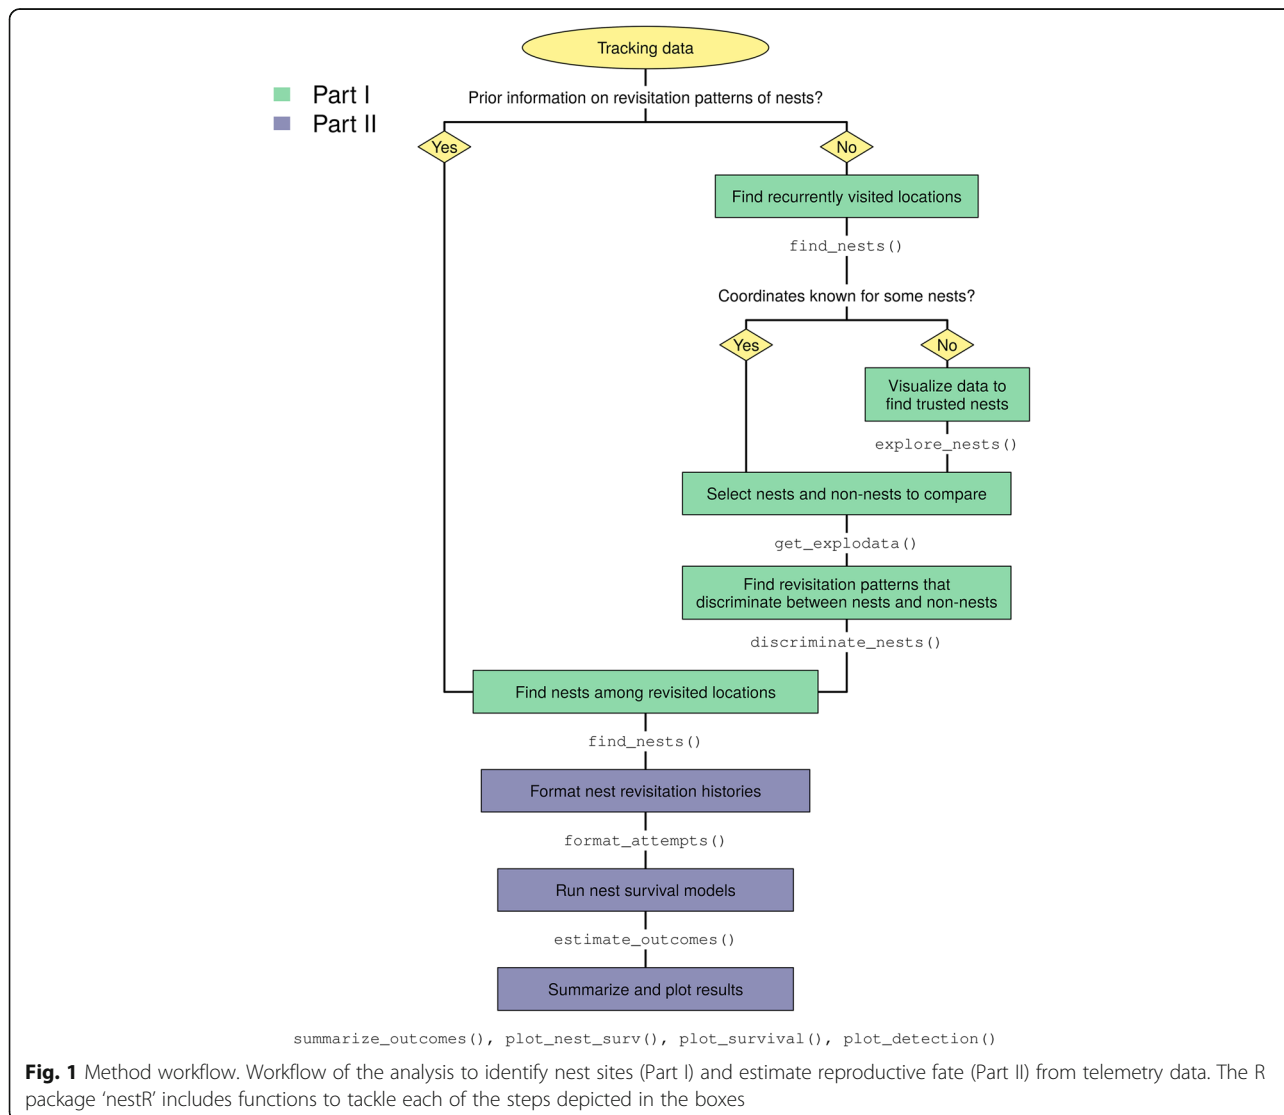 Tracking data
Part I
Part II
Prior information on revisitation patterns of nests?
Yes
No
Find recurrently visited locations
find_nests()
Coordinates known for some nests?
Yes
No
Visualize data to
find trusted nests
explore_nests()
Select nests and non-nests to compare
get_explodata()
Find revisitation patterns that
discriminate between nests and non-nests
discriminate_nests()
Find nests among revisited locations
find_nests()
Format nest revisitation histories
format_attempts()
Run nest survival models
estimate_outcomes()
Summarize and plot results
summarize_outcomes(), plot_nest_surv(), plot_survival(), plot_detection()
Fig. 1 Method workflow. Workflow of the analysis to identify nest sites (Part I) and estimate reproductive fate (Part II) from telemetry data. The R
package ‘nestR’ includes functions to tackle each of the steps depicted in the boxes